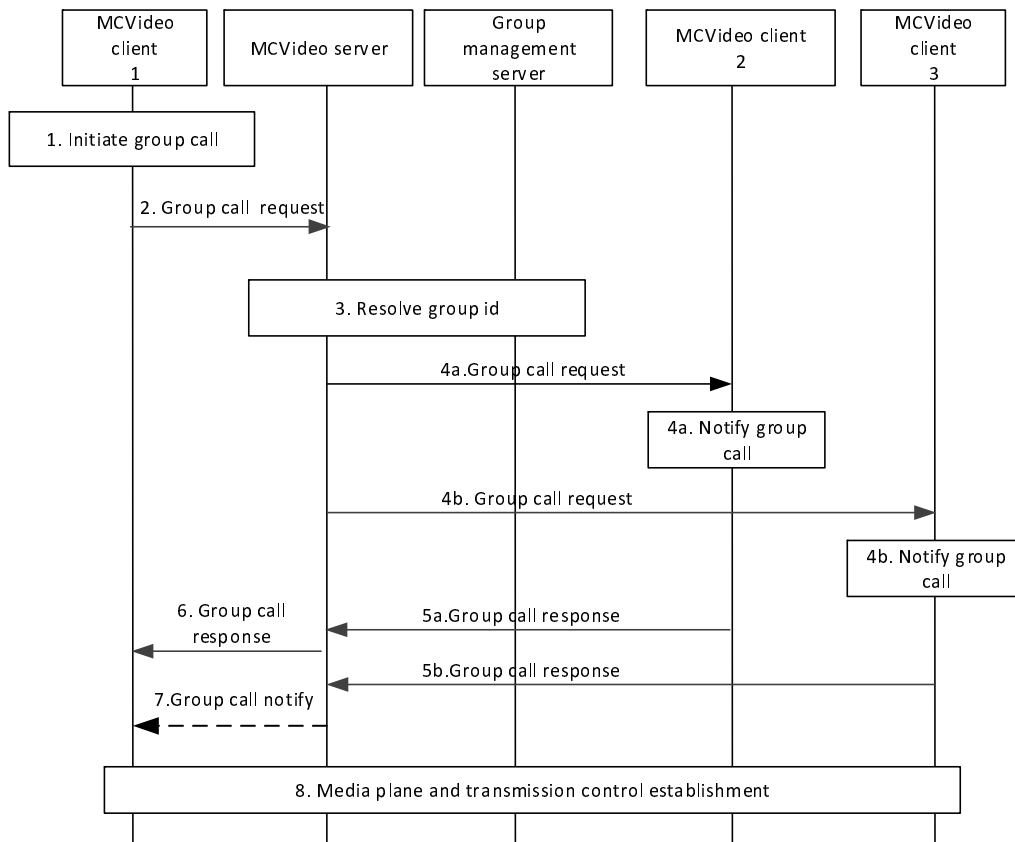 MCVideo
client
1
MCVideo server
Group
management
server
MCVideo client
2
MCVideo
client
3
1. Initiate group call
2. Group call request
3. Resolve group id
4a.Group call request
4a. Notify group
call
4b. Group call request
4b. Notify group
call
6. Group call
response
5a.Group call response
5b.Group call response
7.Group call notify
8. Media plane and transmission control establishment